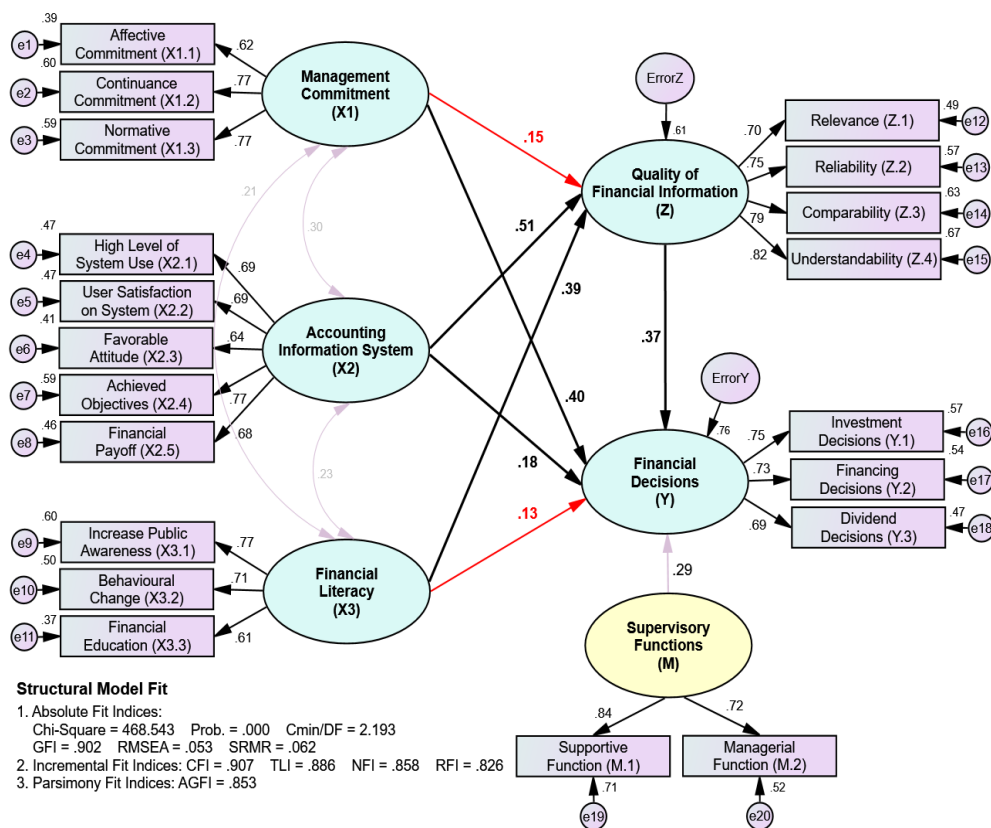 .39
e1
Affective
Commitment (X1.1)
.62
.60
e2
Continuance
Commitment (X1.2)
.77
.59
e3
Normative
Commitment (X1.3)
.77
Management
Commitment
(X1)
ErrorZ
.61
.15
Quality of
Financial Information
(Z)
.70
Relevance (Z.1)
.49
e12
.75
Reliability (Z.2)
.57
e13
.79
Comparability (Z.3)
.63
e14
.82
Understandability (Z.4)
.67
e15
.21
.30
.51
.39
.47
e4
High Level of
System Use (X2.1)
.69
.47
e5
User Satisfaction
on System (X2.2)
.69
.41
e6
Favorable
Attitude (X2.3)
.64
.59
e7
Achieved
Objectives (X2.4)
.77
.46
e8
Financial
Payoff (X2.5)
.68
Accounting
Information System
(X2)
.37
.40
.18
.23
ErrorY
.76
Financial
Decisions
(Y)
.75
Investment
Decisions (Y.1)
.57
e16
.73
Financing
Decisions (Y.2)
.54
e17
.69
Dividend
Decisions (Y.3)
.47
e18
.13
.60
e9
Increase Public
Awareness (X3.1)
.77
.50
e10
Behavioural
Change (X3.2)
.71
.37
e11
Financial
Education (X3.3)
.61
Financial
Literacy
(X3)
.29
Supervisory
Functions
(M)
.84
.72
Supportive
Function (M.1)
.71
e19
Managerial
Function (M.2)
.52
e20
Structural Model Fit
1. Absolute Fit Indices:
Chi-Square = 468.543 Prob. = .000 Cmin/DF = 2.193
GFI = .902 RMSEA = .053 SRMR = .062
2. Incremental Fit Indices: CFI = .907 TLI = .886 NFI = .858 RFI = .826
3. Parsimony Fit Indices: AGFI = .853